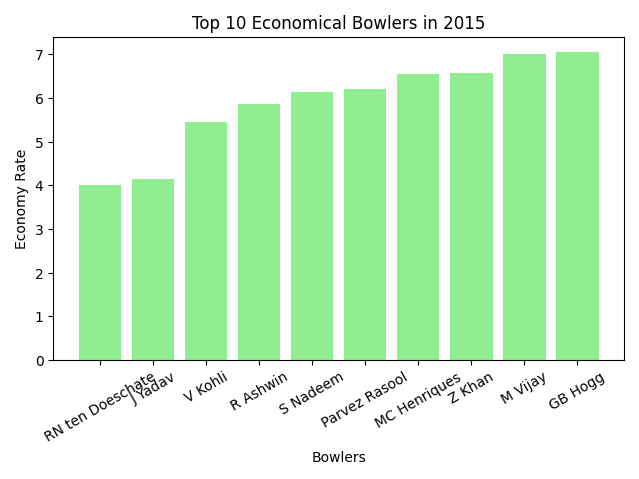 Top 10 Economical Bowlers in 2015
Economy Rate
7
6
5
4
3
2
1
0
RN ten Doeschate
J Yadav
V Kohli
R Ashwin
S Nadeem
Parvez Rasool
MC Henriques
Z Khan
M Vijay
GB Hogg
Bowlers